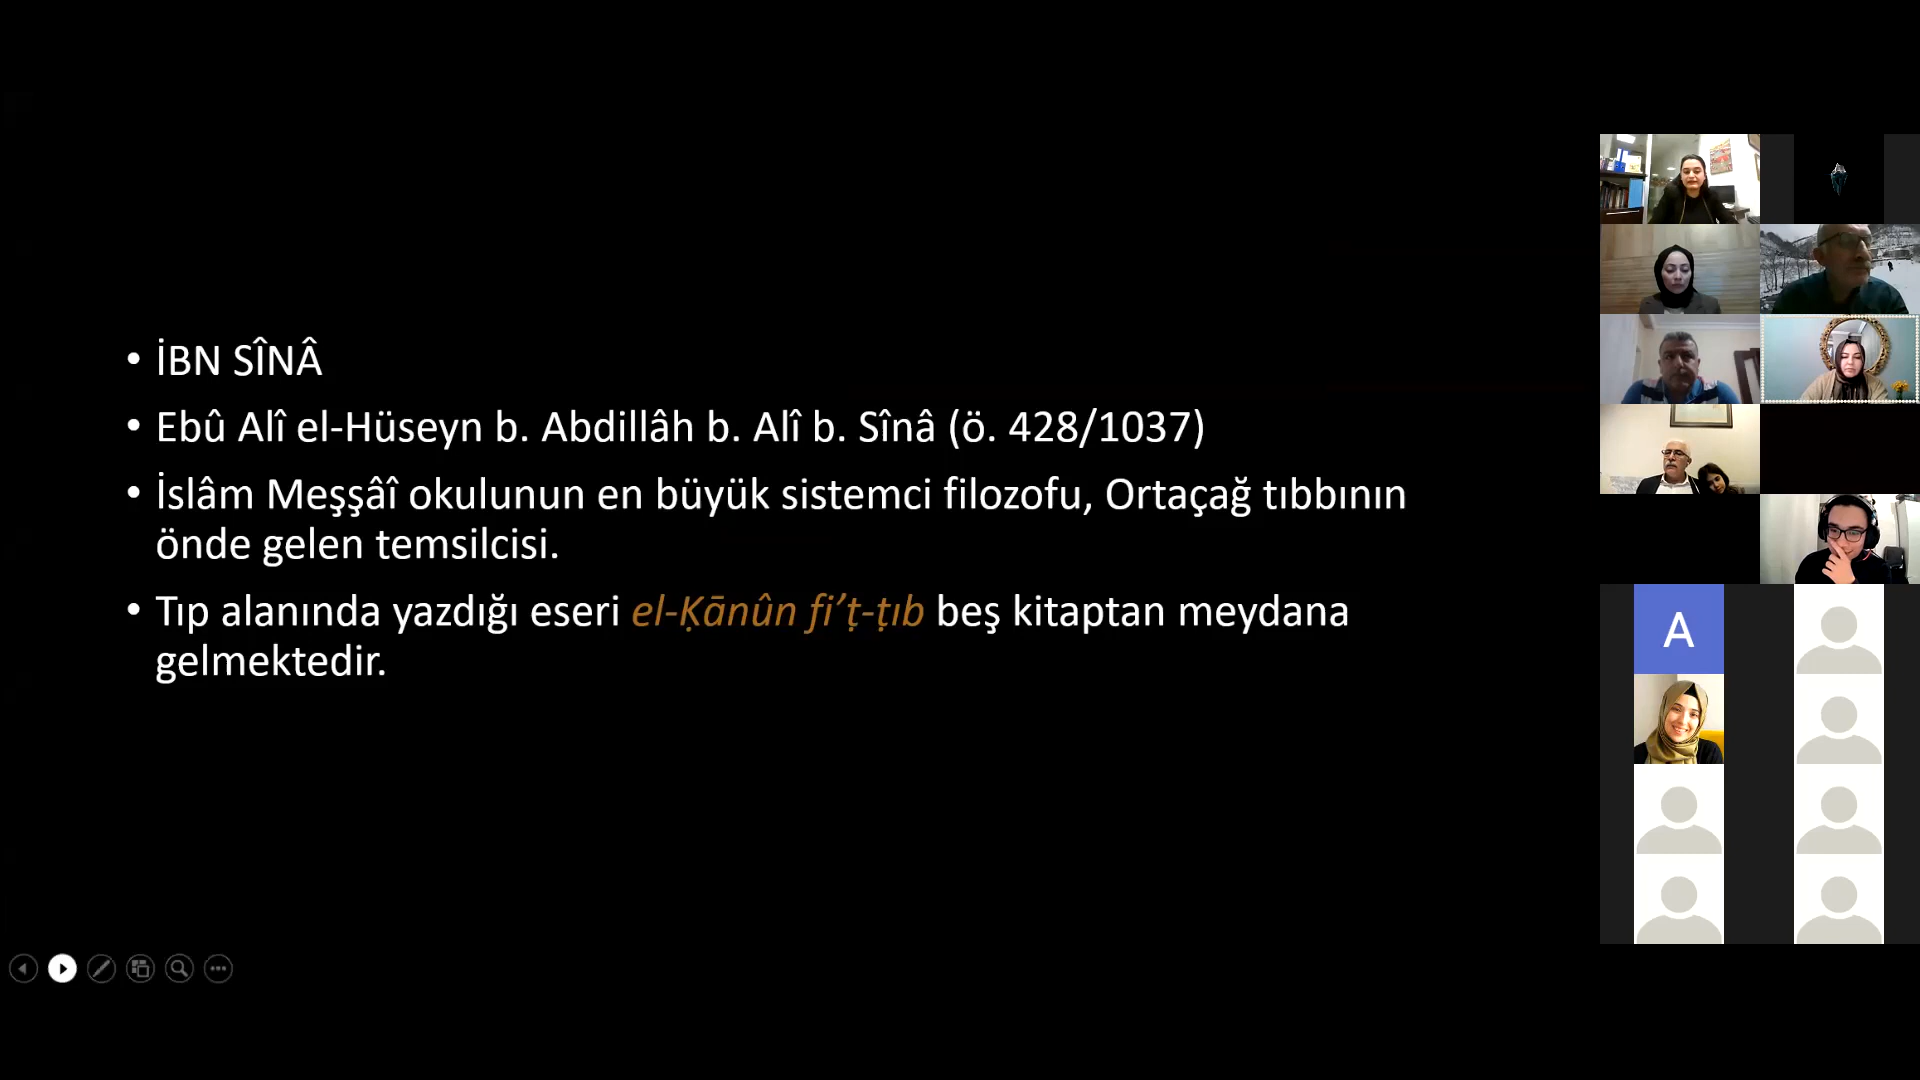 • İBN SÎNÂ
• Ebû Alî el-Hüseyn b. Abdillâh b. Alî b. Sînâ (ö. 428/1037)
• İslâm Meşşâî okulunun en büyük sistemci filozofu, Ortaçağ tıbbının
önde gelen temsilcisi.
• Tıp alanında yazdığı eseri el-Ḳānûn fi’ṭ-ṭıb beş kitaptan meydana
gelmektedir.
A